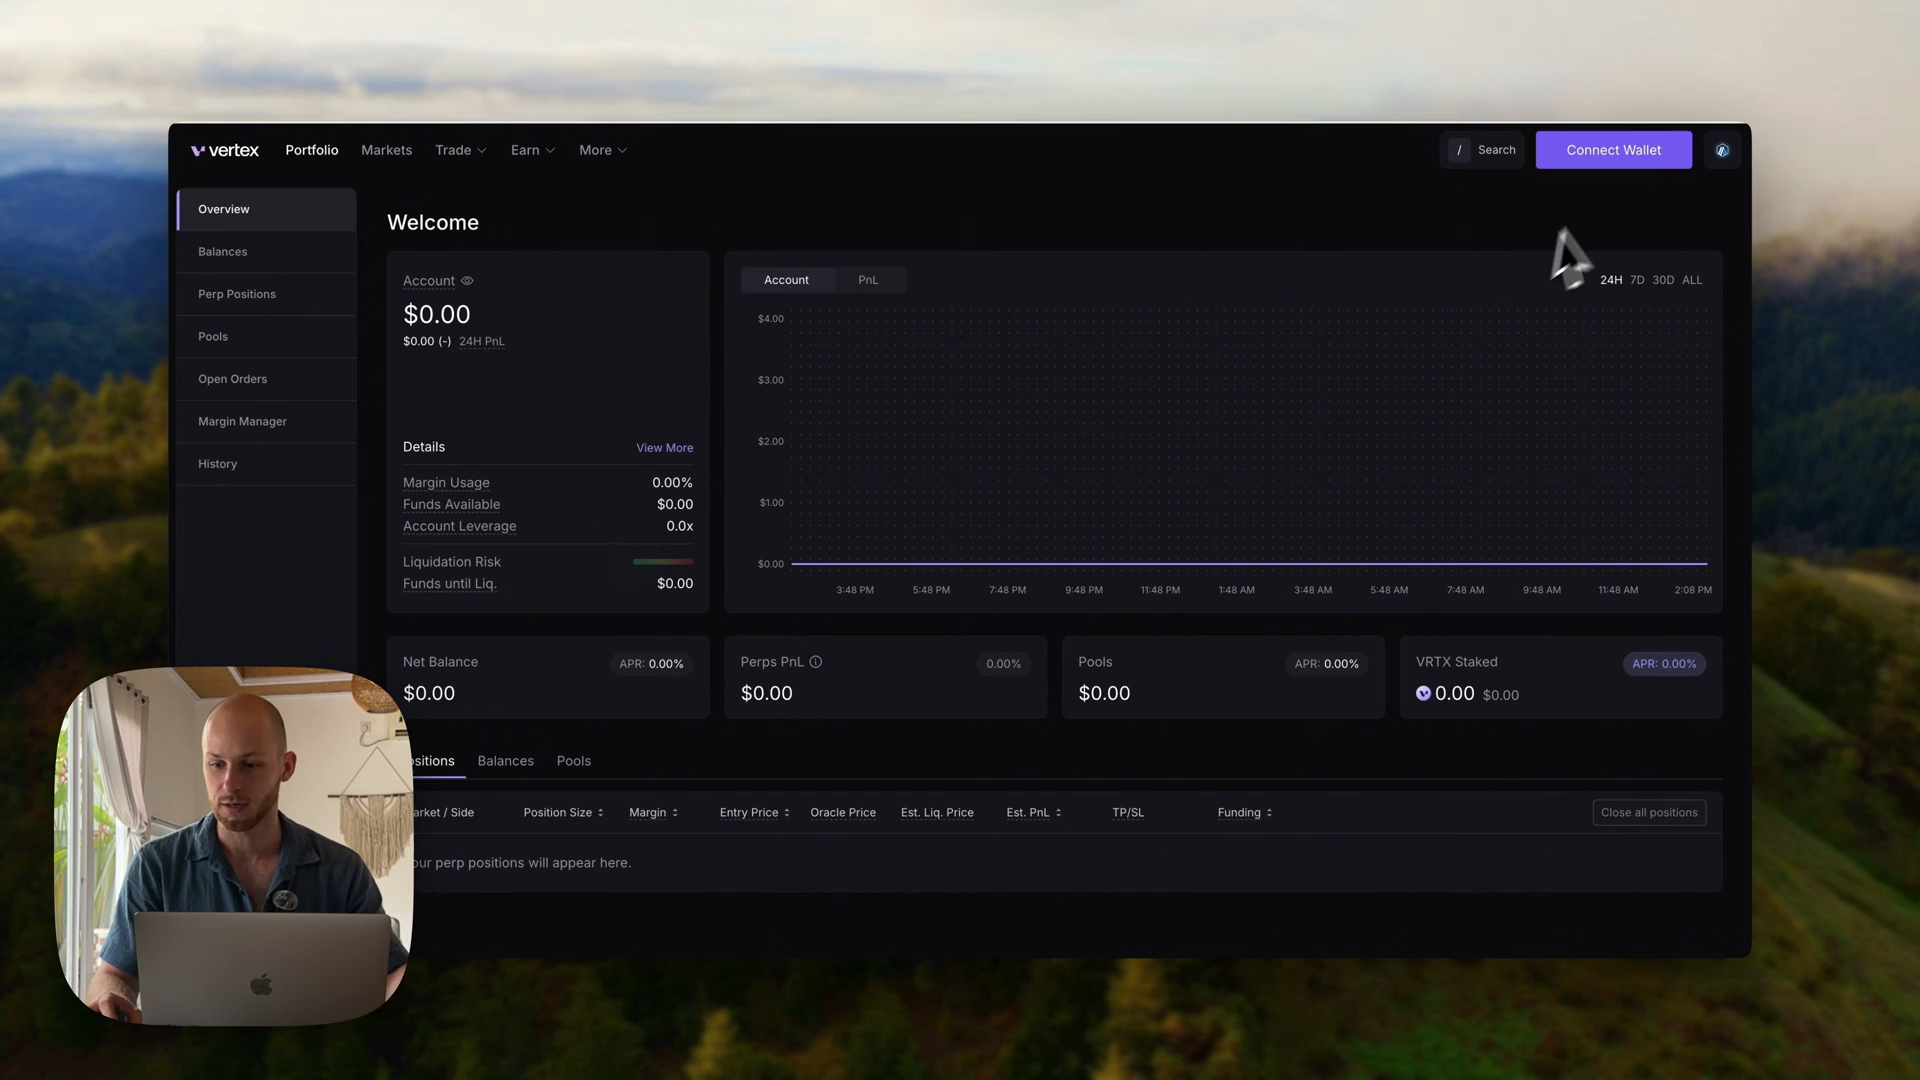 vertex Portfolio Markets Trade Earn More / Search Connect Wallet
Overview
Balances
Perp Positions
Pools
Open Orders
Margin Manager
History
Welcome
Account
$0.00
$0.00 (-) 24H PnL
Details View More
Margin Usage 0.00%
Funds Available $0.00
Account Leverage 0.0x
Liquidation Risk
Funds until Liq. $0.00
Account PnL 24H 7D 30D ALL
$4.00
$3.00
$2.00
$1.00
$0.00
3:48 PM 5:48 PM 7:48 PM 9:48 PM 11:48 PM 1:48 AM 3:48 AM 5:48 AM 7:48 AM 9:48 AM 11:48 AM 2:08 PM
Net Balance APR: 0.00%
$0.00
Perps PnL 0.00%
$0.00
Pools APR: 0.00%
$0.00
VRTX Staked APR: 0.00%
0.00 $0.00
ositions Balances Pools
arket / Side Position Size Margin Entry Price Oracle Price Est. Liq. Price Est. PnL TP/SL Funding Close all positions
our perp positions will appear here.